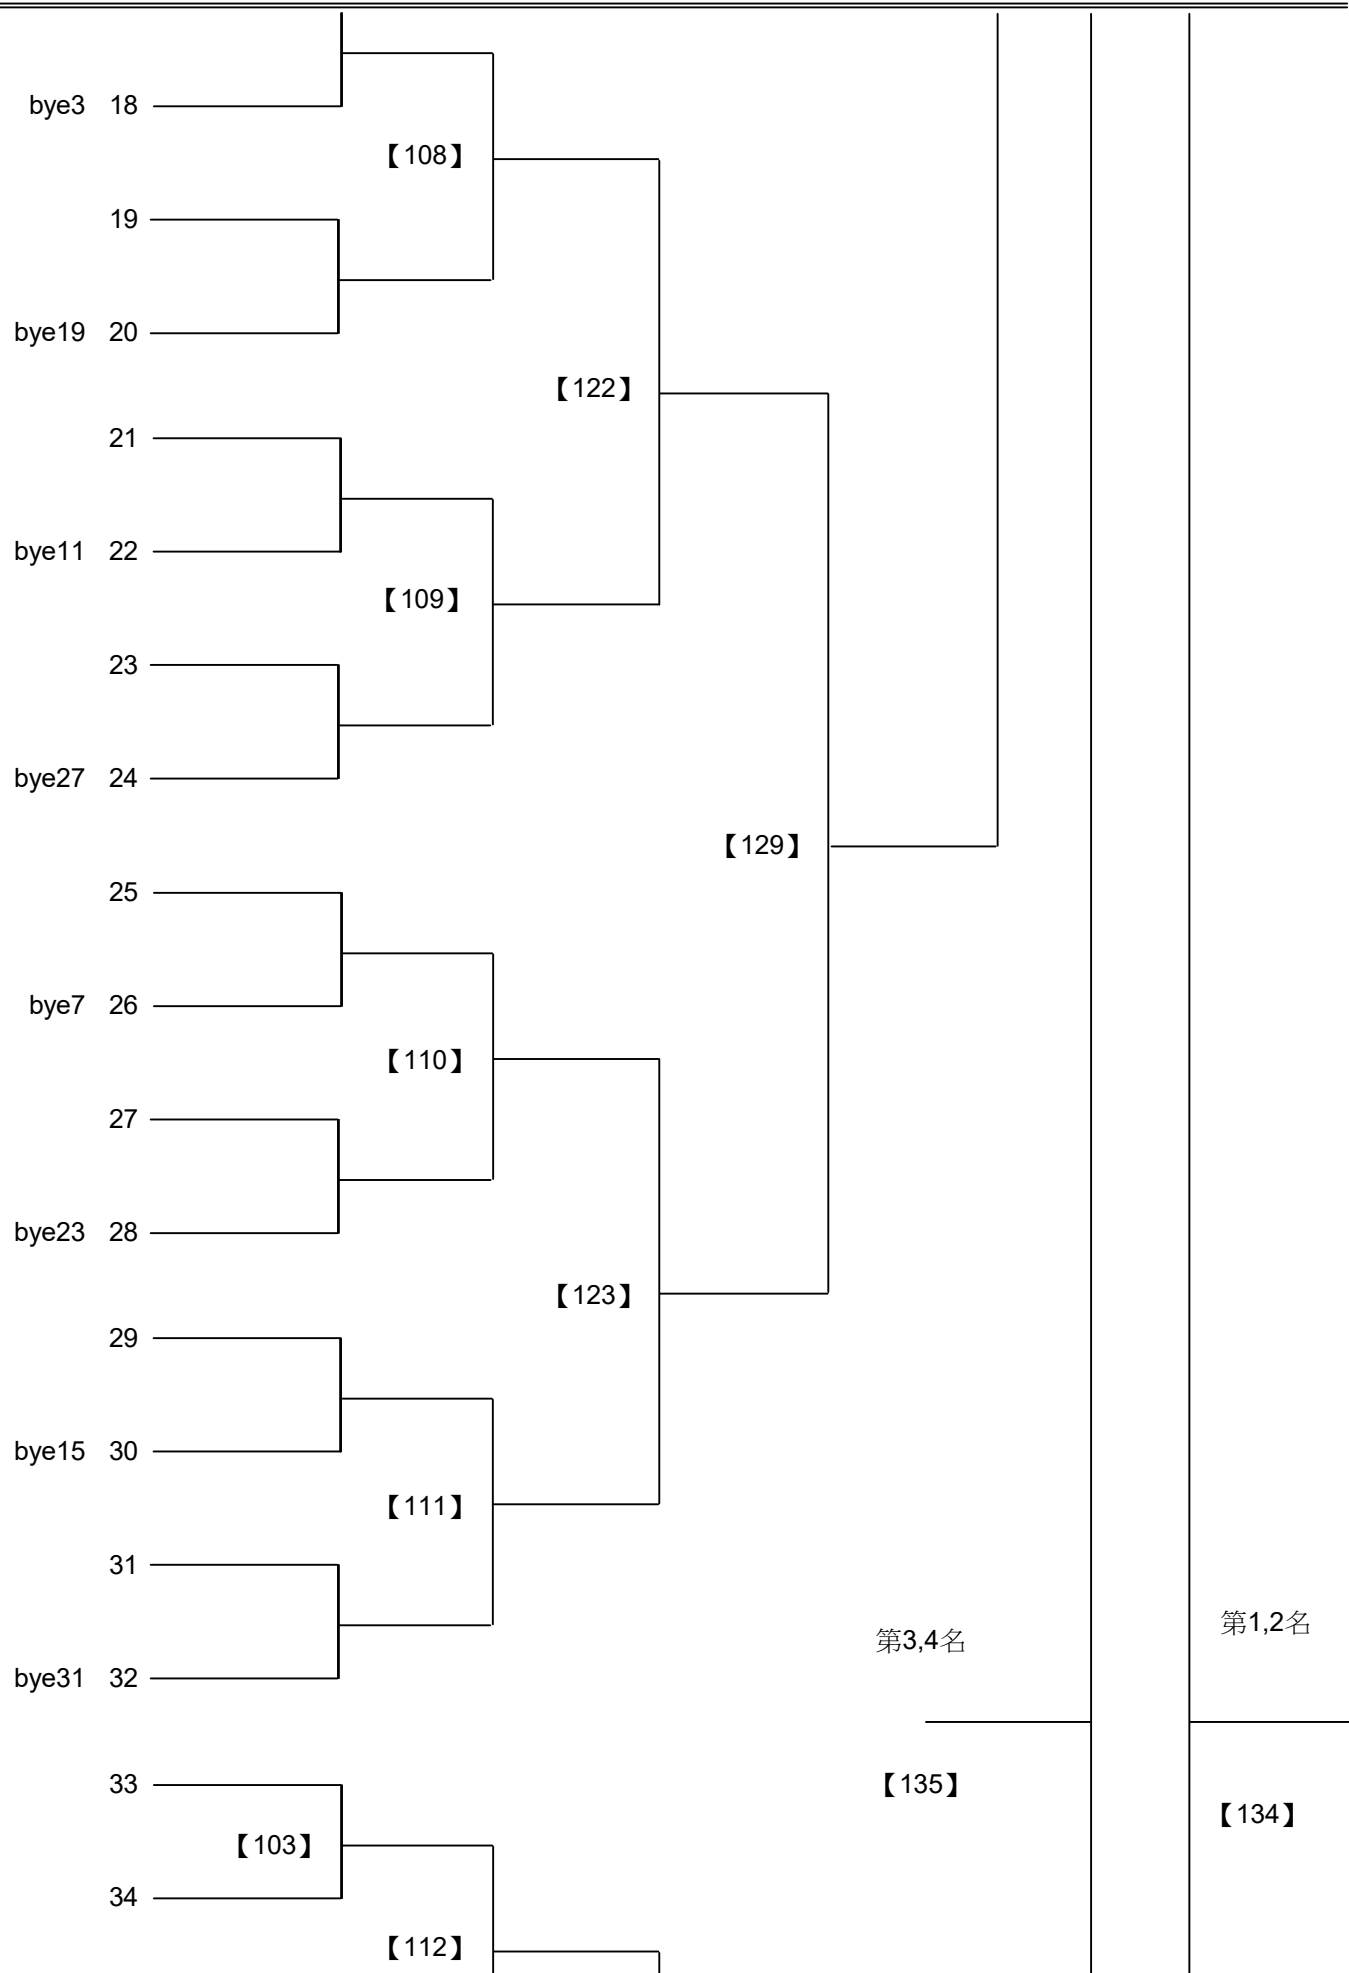 bye3 18
【108】
19
bye19 20
【122】
21
bye11 22
【109】
23
bye27 24
【129】
25
bye7 26
【110】
27
bye23 28
【123】
29
bye15 30
【111】
31
第1,2名
第3,4名
bye31 32
33
【135】
【134】
【103】
34
【112】